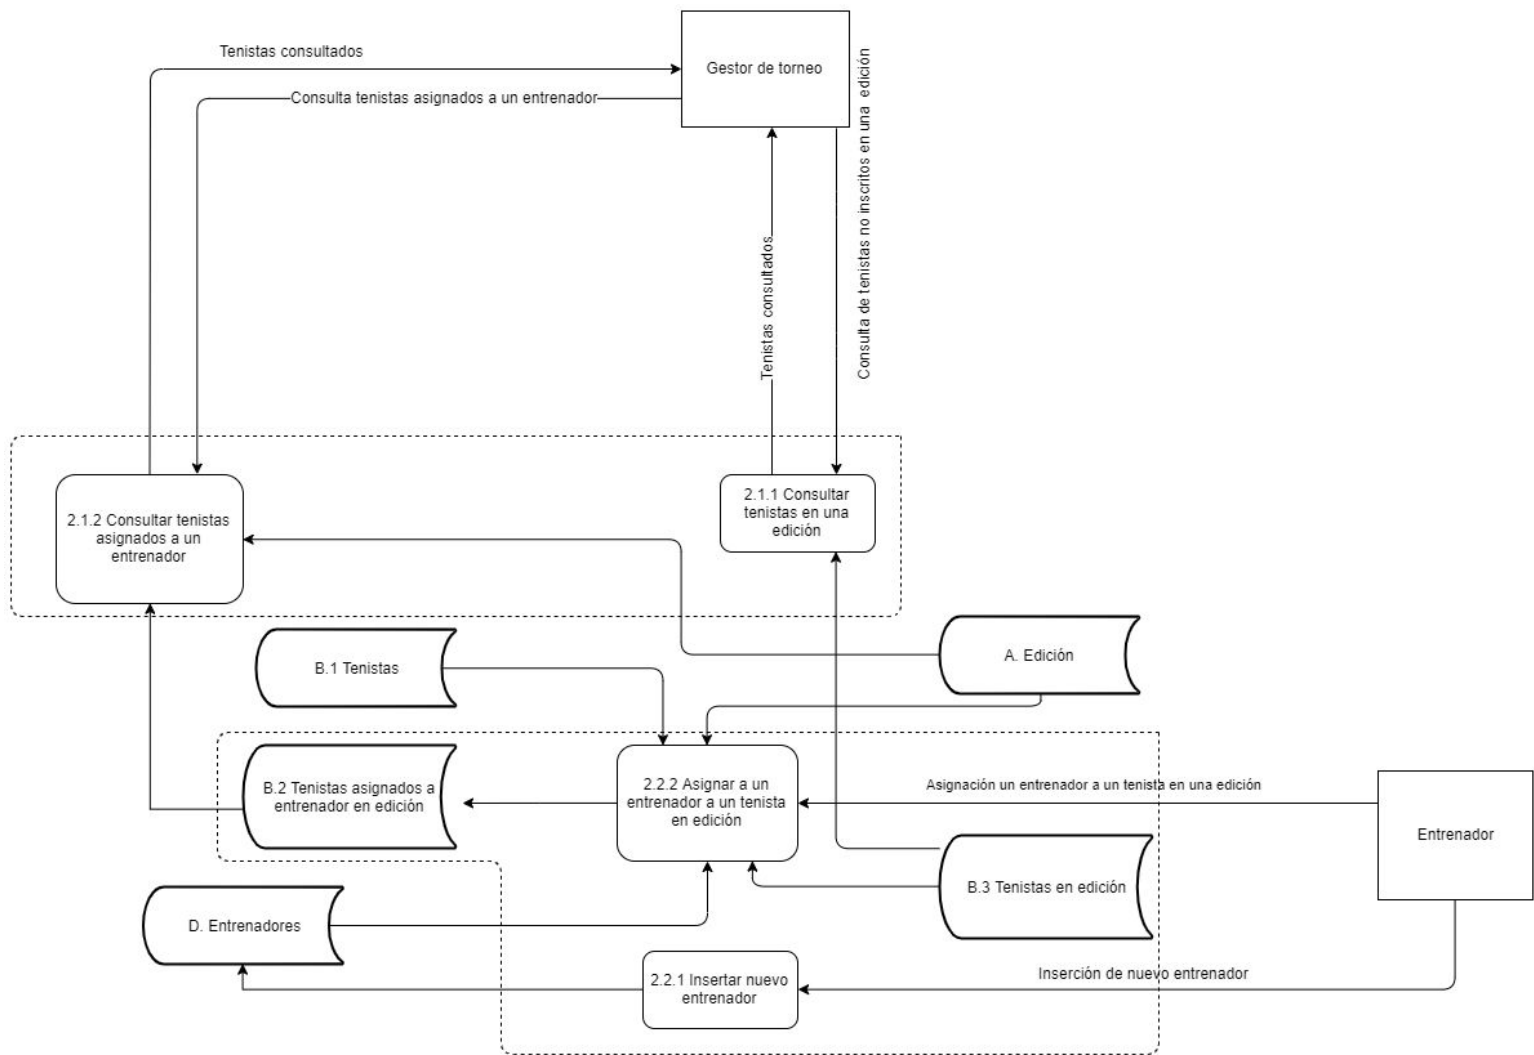 Tenistas consultados
Gestor de torneo
Consulta tenistas asignados a un entrenador
Consulta de tenistas no inscritos en una edición
Tenistas consultados
2.1.2 Consultar tenistas
asignados a un
entrenador
2.1.1 Consultar
tenistas en una
edición
B.1 Tenistas
A. Edición
B.2 Tenistas asignados a
entrenador en edición
2.2.2 Asignar a un
entrenador a un tenista
en edición
Asignación un entrenador a un tenista en una edición
Entrenador
B.3 Tenistas en edición
D. Entrenadores
2.2.1 Insertar nuevo
entrenador
Inserción de nuevo entrenador